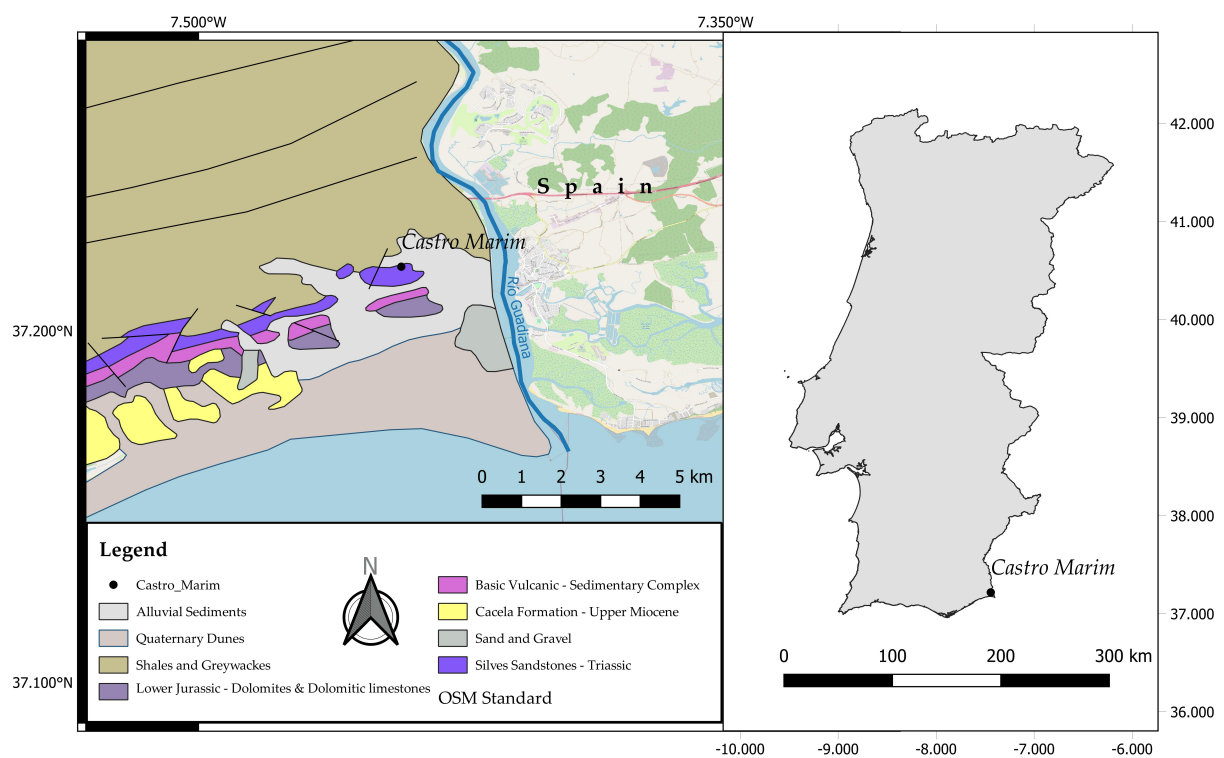 7.500°W
7.350°W
S p a i n
Castro Marim
37.200°N
Río Guadiana
0 1 2 3 4 5 km
37.100°N
Legend
Castro_Marim
Alluvial Sediments
Quaternary Dunes
Shales and Greywackes
Lower Jurassic - Dolomites & Dolomitic limestones
N
Basic Vulcanic - Sedimentary Complex
Cacela Formation - Upper Miocene
Sand and Gravel
Silves Sandstones - Triassic
OSM Standard
42.000
41.000
40.000
39.000
38.000
37.000
36.000
Castro Marim
0 100 200 300 km
-10.000 -9.000 -8.000 -7.000 -6.000